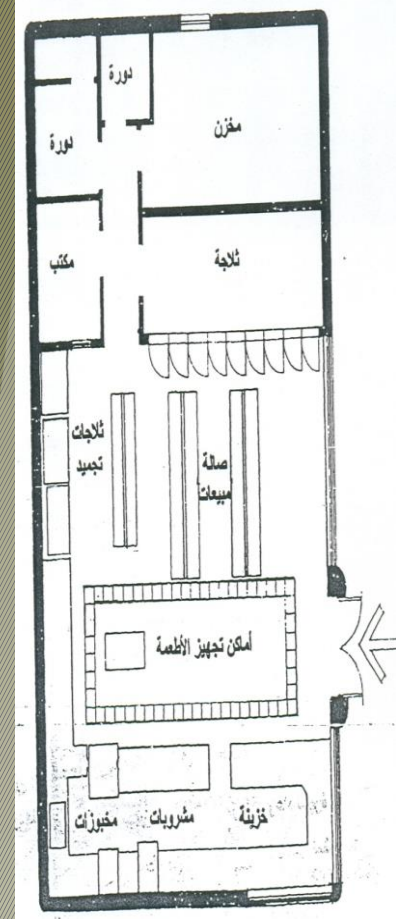 دورة
دورة
مخزن
مكتب
ثلاجة
ثلاجات
تجميد
صالة
مبيعات
أماكن تجهيز الأطعمة
مخبوزات
مشروبات
خزينة